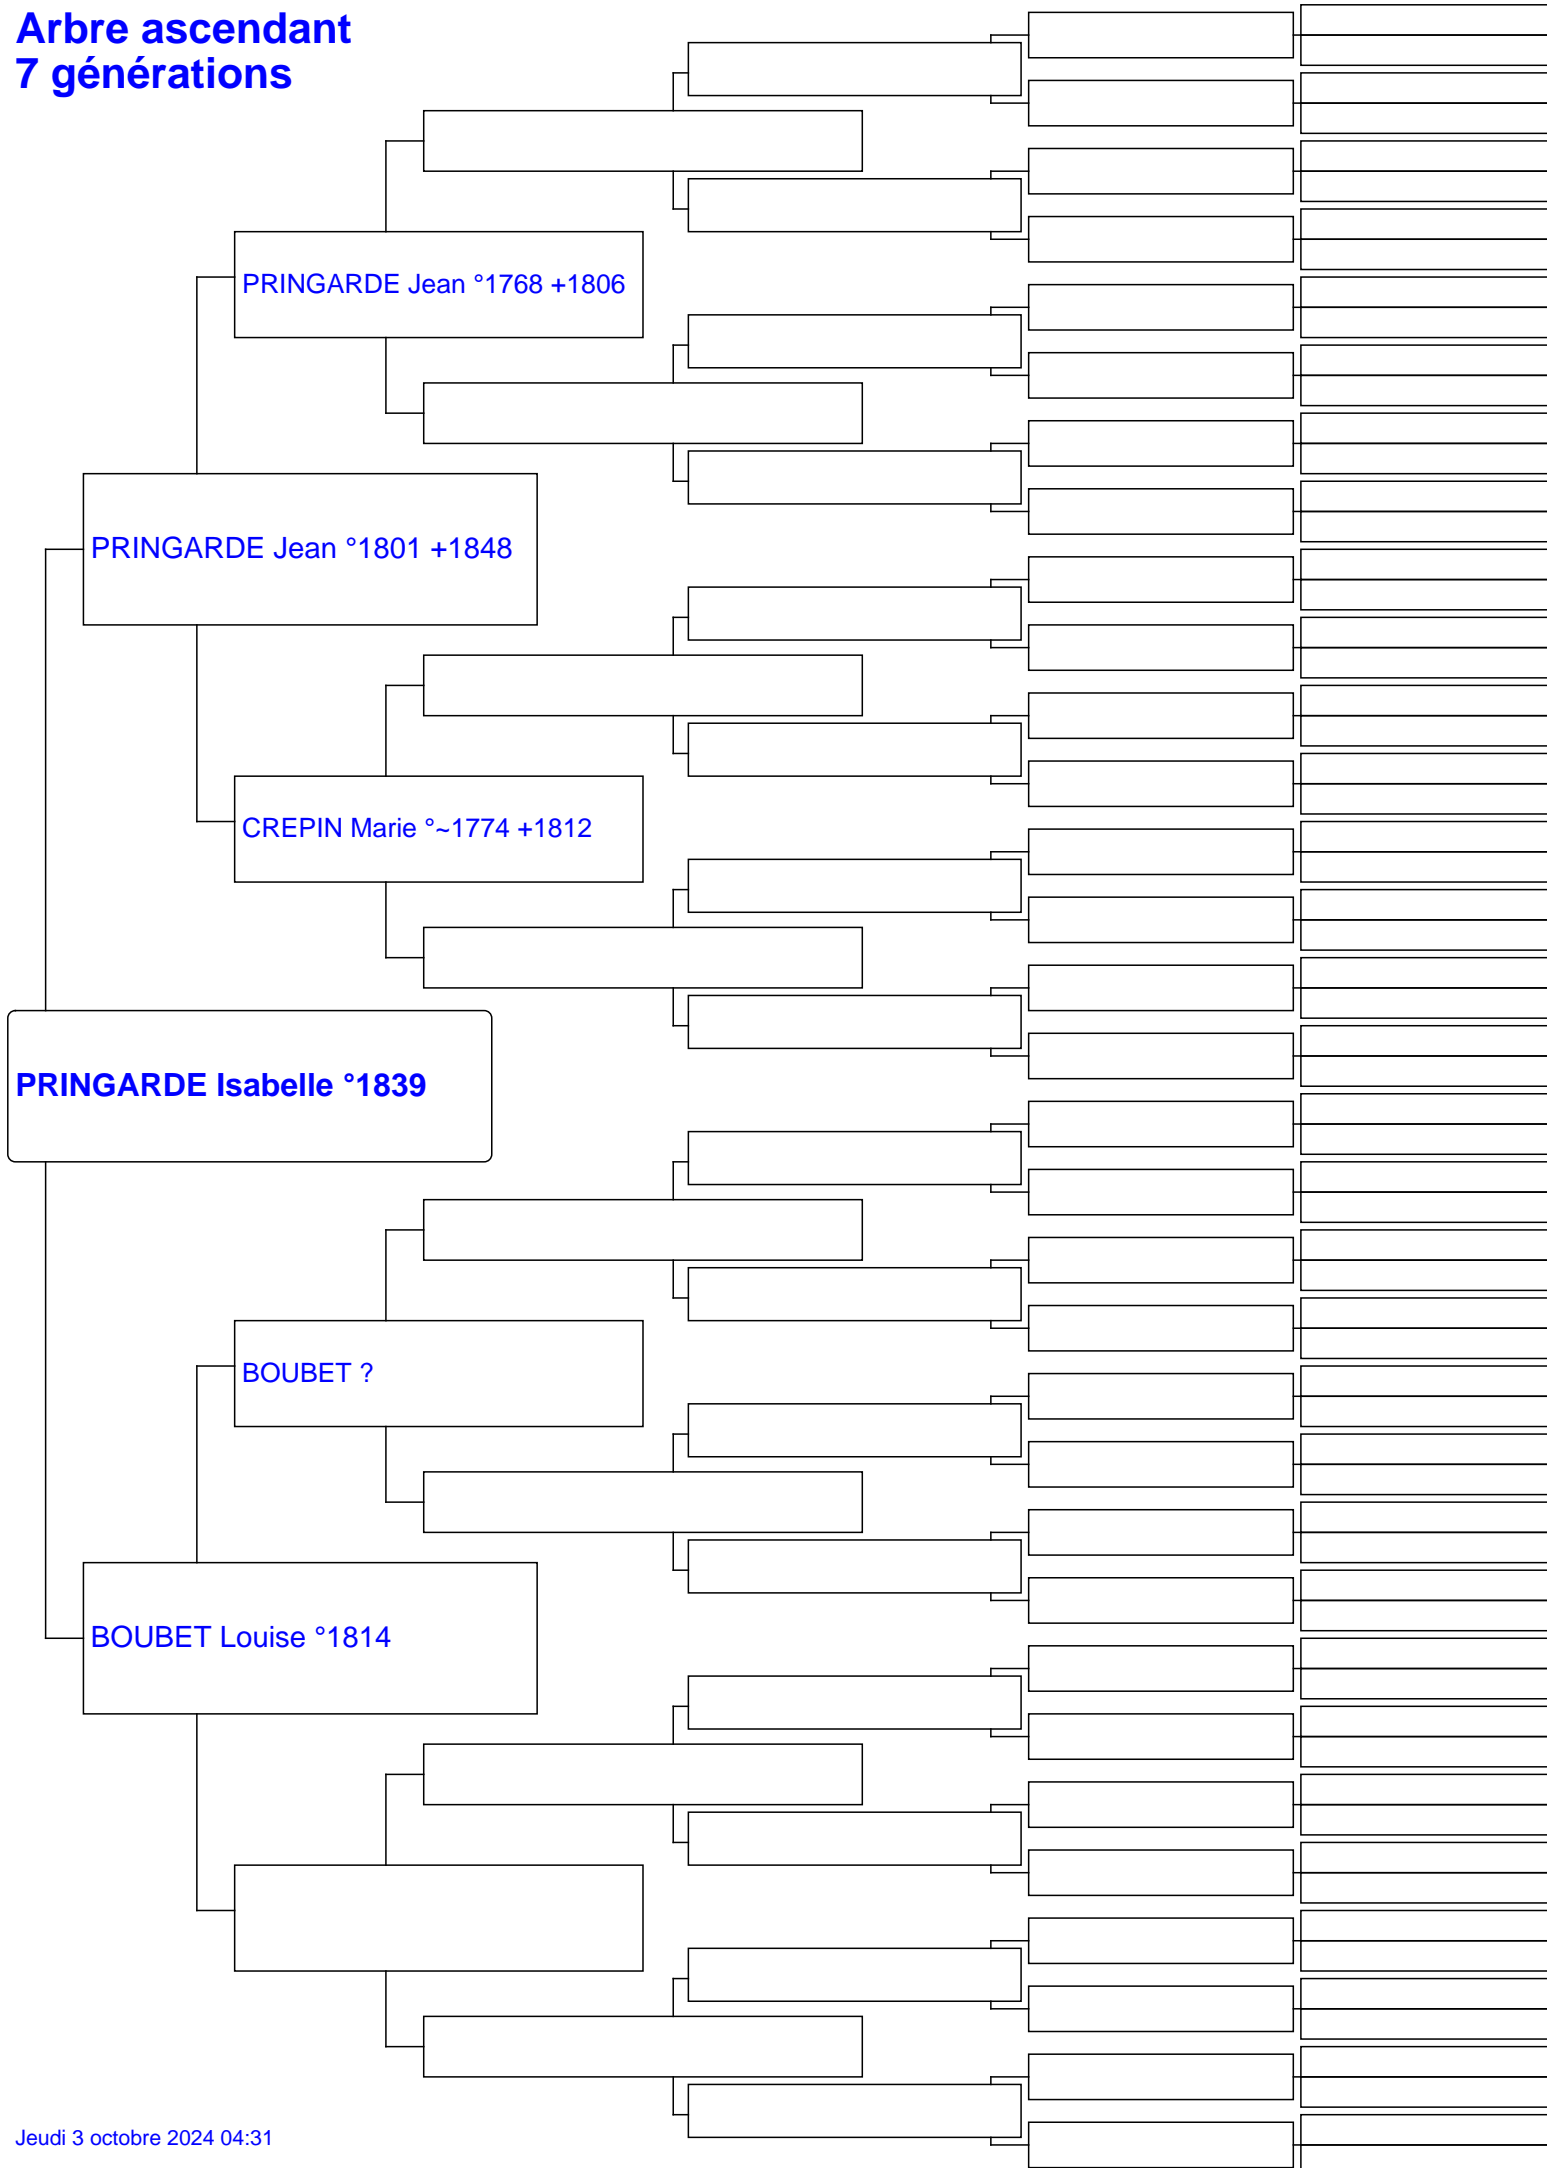 Arbre ascendant
7 générations
PRINGARDE Jean °1768 +1806
PRINGARDE Jean °1801 +1848
CREPIN Marie °~1774 +1812
PRINGARDE Isabelle °1839
BOUBET ?
BOUBET Louise °1814
Jeudi 3 octobre 2024 04:31